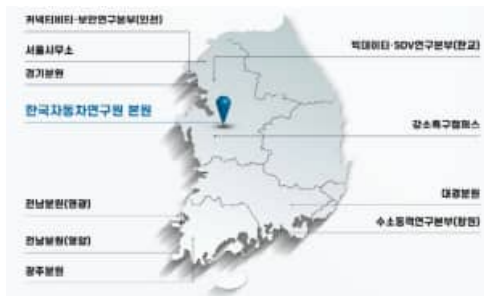 커넥티비티·보안연구본부(인천)
서울사무소
경기분원
한국자동차연구원 본원
전남분원(영광)
전남분원(영암)
광주분원
빅데이터·SDV연구본부(판교)
강소특구캠퍼스
대경분원
수소동력연구본부(창원)